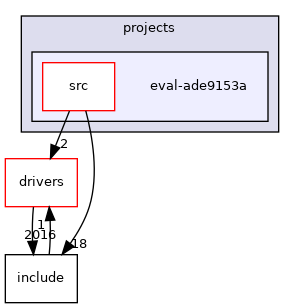 projects
src
eval-ade9153a
2
drivers
1
2016
18
include